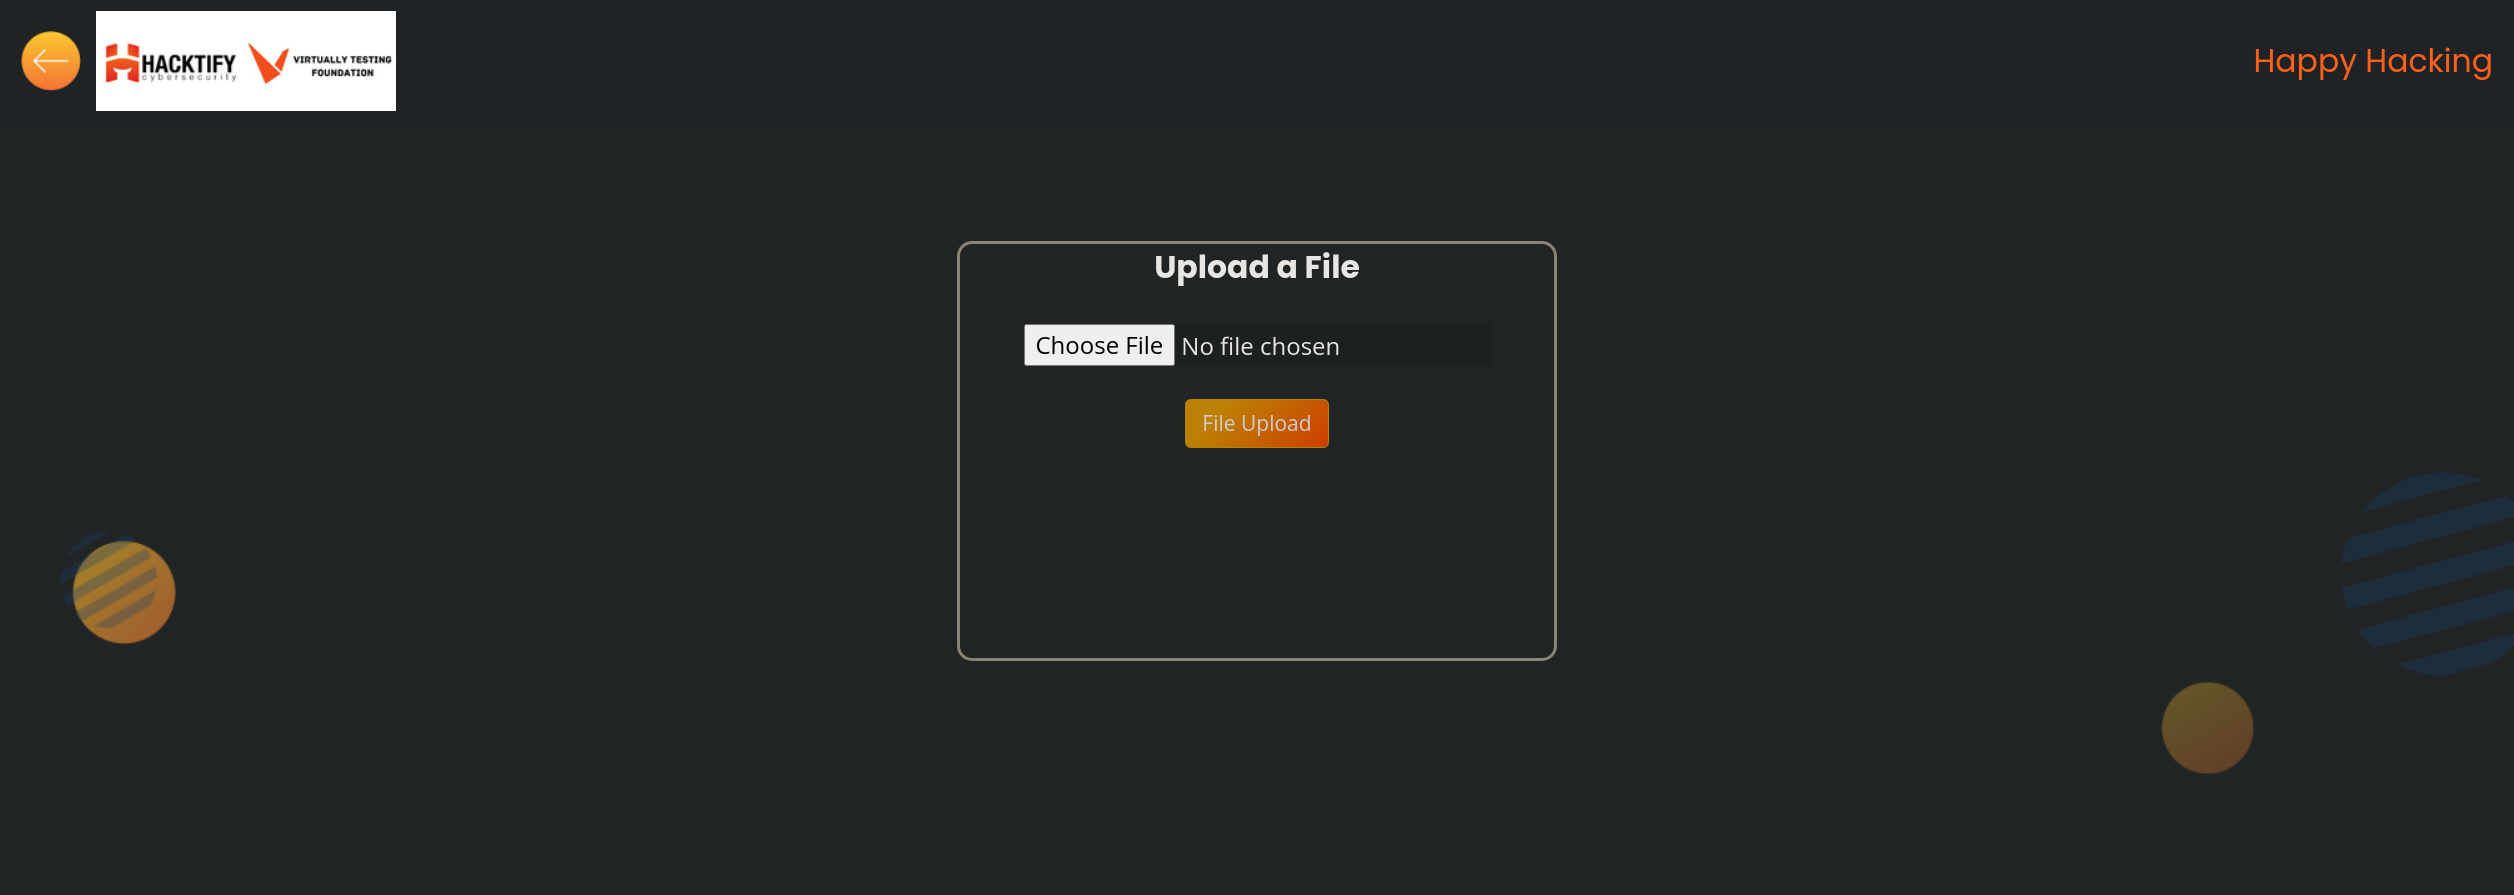 HACKTIFY
cybersecurity
VIRTUALLY TESTING
FOUNDATION
Happy Hacking
Upload a File
Choose File No file chosen
File Upload